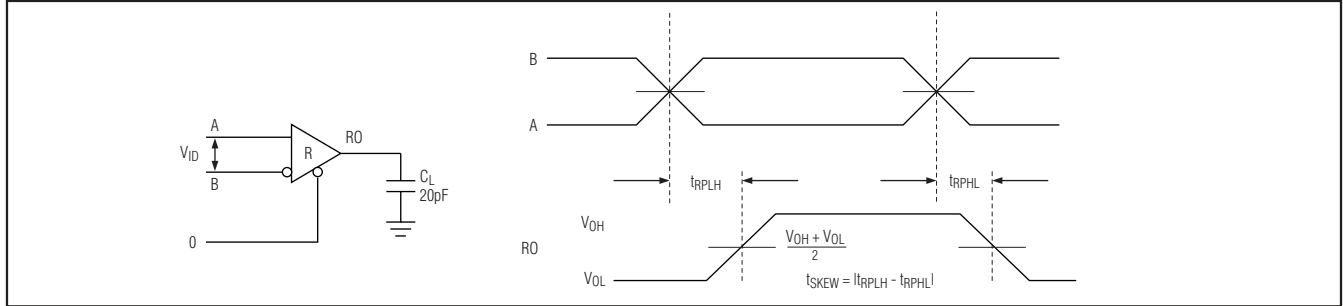 A
B
VID
R
RO
CL
20pF
0
B
A
tRPLH
tRPHL
RO
VOH
VOL
VOH + VOL
2
tSKEW = |tRPLH - tRPHL|